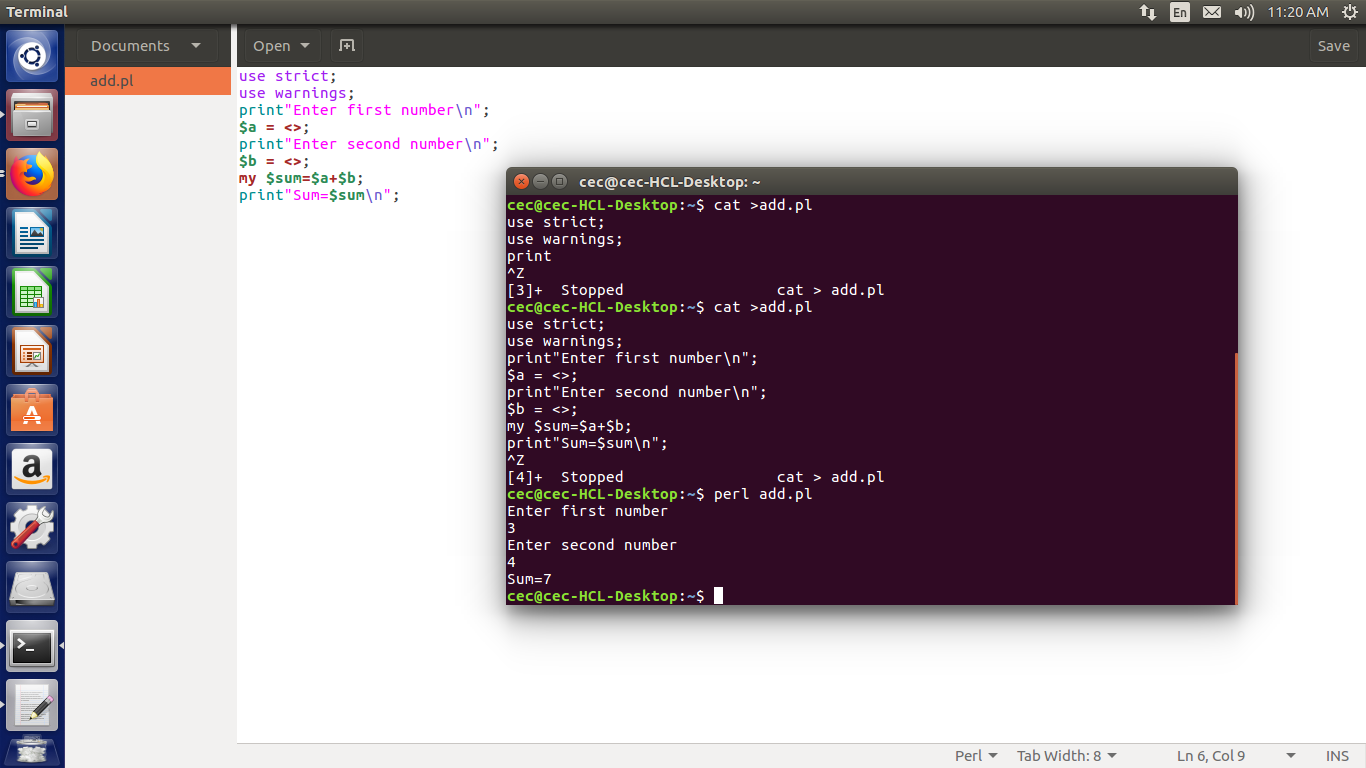 Terminal
En
11:20 AM
Documents
Open
Save
add.pl
use strict;
use warnings;
print"Enter first number\n";
$a = <>;
print"Enter second number\n";
$b = <>;
my $sum=$a+$b;
print"Sum=$sum\n";
cec@cec-HCL-Desktop: ~
cec@cec-HCL-Desktop:~$ cat >add.pl
use strict;
use warnings;
print
^Z
[3]+  Stopped                 cat > add.pl
cec@cec-HCL-Desktop:~$ cat >add.pl
use strict;
use warnings;
print"Enter first number\n";
$a = <>;
print"Enter second number\n";
$b = <>;
my $sum=$a+$b;
print"Sum=$sum\n";
^Z
[4]+  Stopped                 cat > add.pl
cec@cec-HCL-Desktop:~$ perl add.pl
Enter first number
3
Enter second number
4
Sum=7
cec@cec-HCL-Desktop:~$
Perl
Tab Width: 8
Ln 6, Col 9
INS